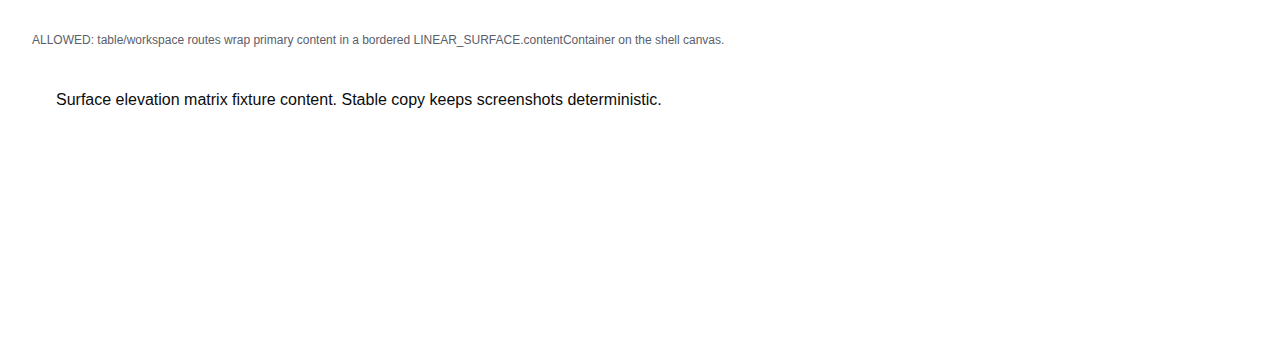 ALLOWED: table/workspace routes wrap primary content in a bordered LINEAR_SURFACE.contentContainer on the shell canvas.
Surface elevation matrix fixture content. Stable copy keeps screenshots deterministic.